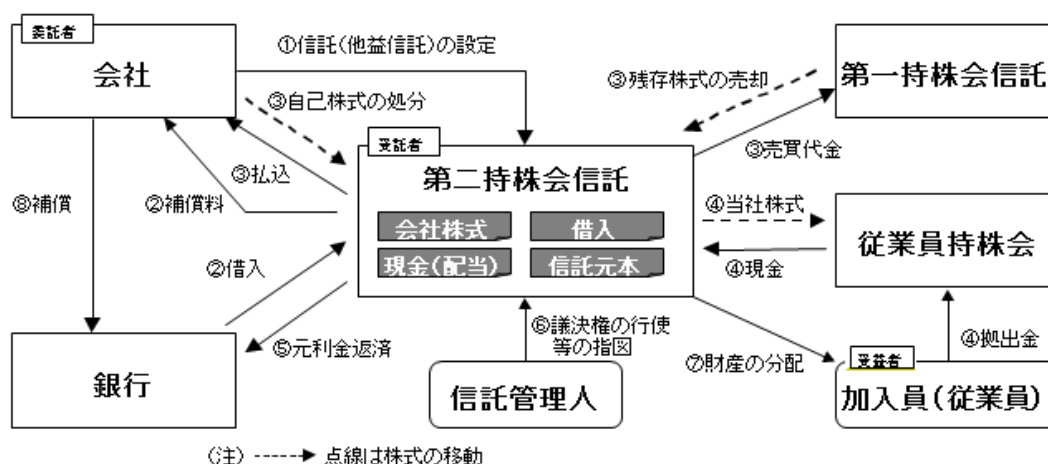 委託者
会社
①信託(他益信託)の設定
③残存株式の売却
第一持株会信託
③自己株式の処分
受託者
③売買代金
第二持株会信託
③払込
⑧補償
②補償料
④当社株式
会社株式
借入
従業員持株会
現金(配当)
信託元本
②借入
④現金
⑥議決権の行使
等の指図
⑤元利金返済
⑦財産の分配
受益者
④拠出金
銀行
信託管理人
加入員(従業員)
(注) 点線は株式の移動